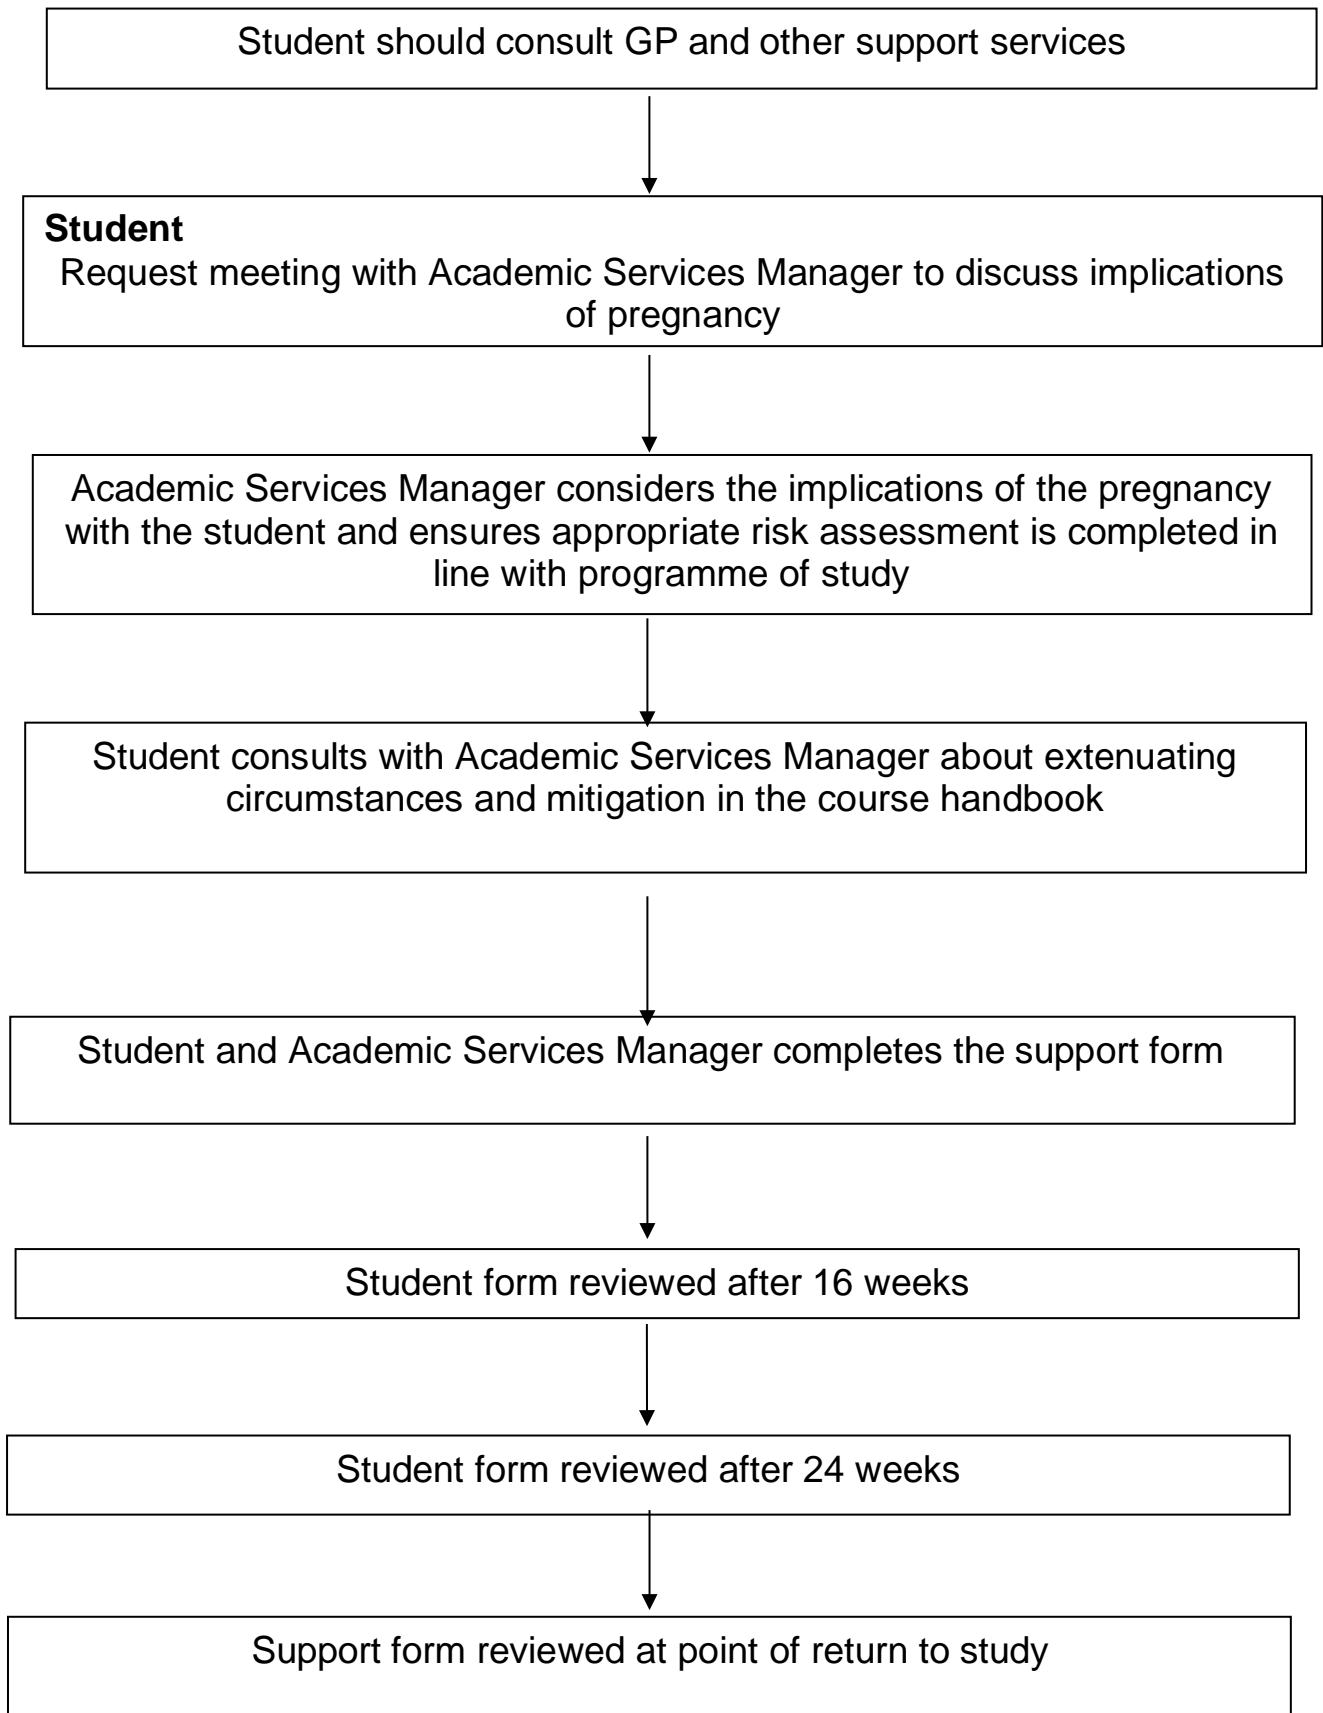 Student should consult GP and other support services
Student
Request meeting with Academic Services Manager to discuss implications
of pregnancy
Academic Services Manager considers the implications of the pregnancy
with the student and ensures appropriate risk assessment is completed in
line with programme of study
Student consults with Academic Services Manager about extenuating
circumstances and mitigation in the course handbook
Student and Academic Services Manager completes the support form
Student form reviewed after 16 weeks
Student form reviewed after 24 weeks
Support form reviewed at point of return to study